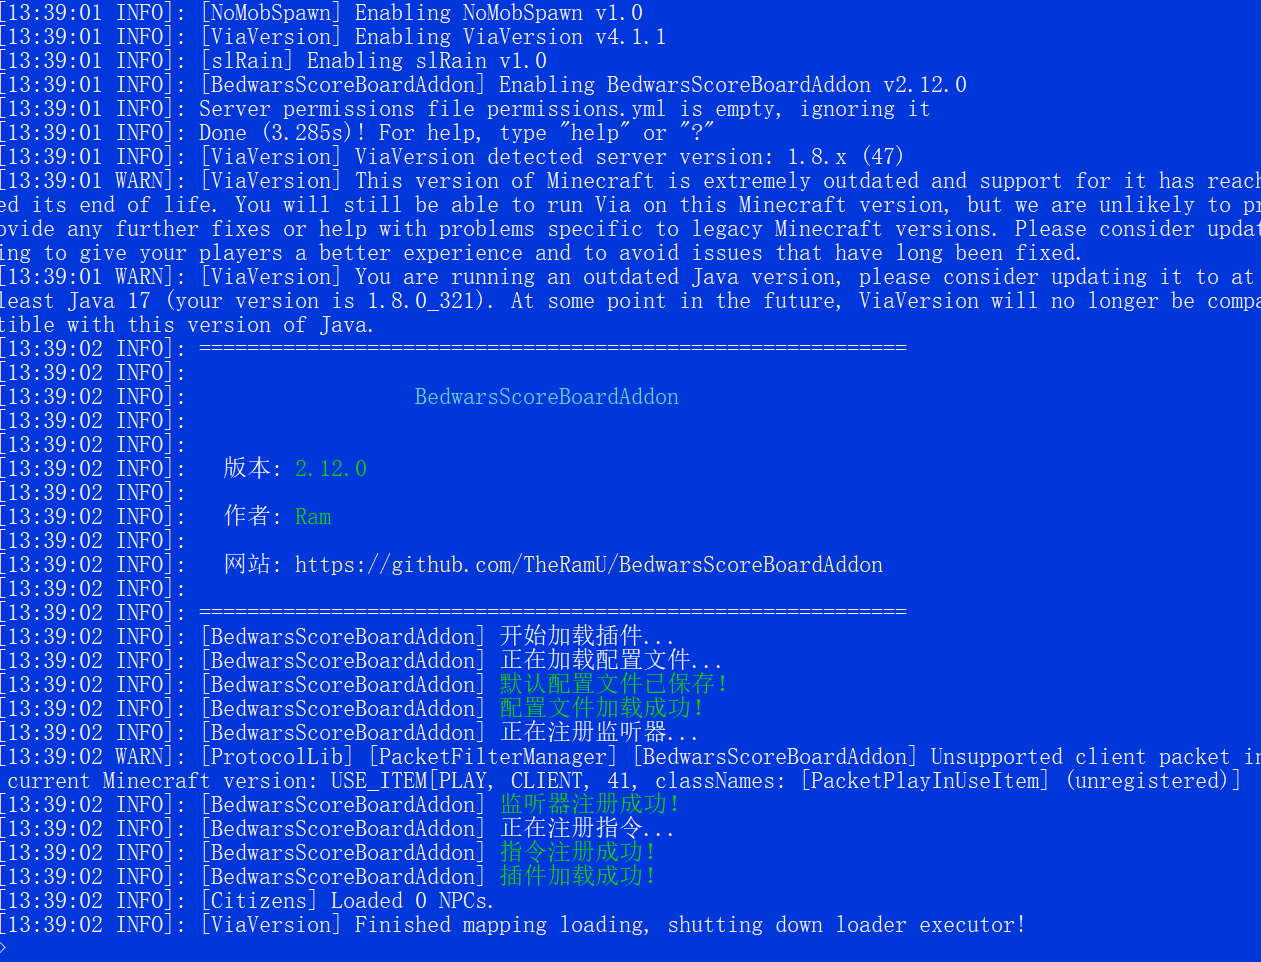 [13:39:01 INFO]: [NoMobSpawn] Enabling NoMobSpawn v1.0
[13:39:01 INFO]: [ViaVersion] Enabling ViaVersion v4.1.1
[13:39:01 INFO]: [slRain] Enabling slRain v1.0
[13:39:01 INFO]: [BedwarsScoreBoardAddon] Enabling BedwarsScoreBoardAddon v2.12.0
[13:39:01 INFO]: Server permissions file permissions.yml is empty, ignoring it
[13:39:01 INFO]: Done (3.285s)! For help, type "help" or "?"
[13:39:01 INFO]: [ViaVersion] ViaVersion detected server version: 1.8.x (47)
[13:39:01 WARN]: [ViaVersion] This version of Minecraft is extremely outdated and support for it has reach
ed its end of life. You will still be able to run Via on this Minecraft version, but we are unlikely to pr
ovide any further fixes or help with problems specific to legacy Minecraft versions. Please consider updat
ing to give your players a better experience and to avoid issues that have long been fixed.
[13:39:01 WARN]: [ViaVersion] You are running an outdated Java version, please consider updating it to at
least Java 17 (your version is 1.8.0_321). At some point in the future, ViaVersion will no longer be compa
tible with this version of Java.
[13:39:02 INFO]: ===========================================================
[13:39:02 INFO]:
[13:39:02 INFO]: BedwarsScoreBoardAddon
[13:39:02 INFO]:
[13:39:02 INFO]:
[13:39:02 INFO]: 版本: 2.12.0
[13:39:02 INFO]:
[13:39:02 INFO]: 作者: Ram
[13:39:02 INFO]:
[13:39:02 INFO]: 网站: https://github.com/TheRamU/BedwarsScoreBoardAddon
[13:39:02 INFO]:
[13:39:02 INFO]: ===========================================================
[13:39:02 INFO]: [BedwarsScoreBoardAddon] 开始加载插件...
[13:39:02 INFO]: [BedwarsScoreBoardAddon] 正在加载配置文件...
[13:39:02 INFO]: [BedwarsScoreBoardAddon] 默认配置文件已保存!
[13:39:02 INFO]: [BedwarsScoreBoardAddon] 配置文件加载成功!
[13:39:02 INFO]: [BedwarsScoreBoardAddon] 正在注册监听器...
[13:39:02 WARN]: [ProtocolLib] [PacketFilterManager] [BedwarsScoreBoardAddon] Unsupported client packet in
current Minecraft version: USE_ITEM[PLAY, CLIENT, 41, classNames: [PacketPlayInUseItem] (unregistered)]
[13:39:02 INFO]: [BedwarsScoreBoardAddon] 监听器注册成功!
[13:39:02 INFO]: [BedwarsScoreBoardAddon] 正在注册指令...
[13:39:02 INFO]: [BedwarsScoreBoardAddon] 指令注册成功!
[13:39:02 INFO]: [BedwarsScoreBoardAddon] 插件加载成功!
[13:39:02 INFO]: [Citizens] Loaded 0 NPCs.
[13:39:02 INFO]: [ViaVersion] Finished mapping loading, shutting down loader executor!
>